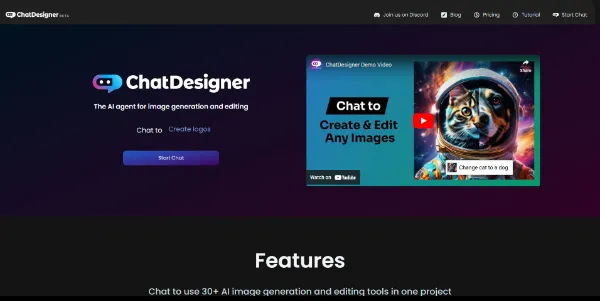 ChatDesigner BETA
Join us on Discord
Blog
Pricing
Tutorial
Start Chat
ChatDesigner
The AI agent for image generation and editing
Chat to Create logos
Start Chat
ChatDesigner Demo Video
Share
Chat to
Create & Edit
Any Images
Change cat to a dog
Watch on YouTube
Features
Chat to use 30+ AI image generation and editing tools in one project